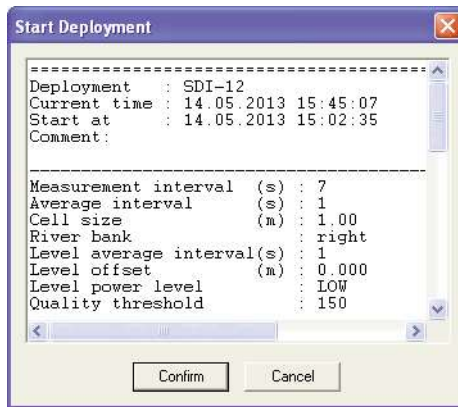 Start Deployment
=============================================
Deployment : SDI-12
Current time : 14.05.2013 15:45:07
Start at : 14.05.2013 15:02:35
Comment:
---------------------------------------------
Measurement interval (s) : 7
Average interval (s) : 1
Cell size (m) : 1.00
River bank : right
Level average interval(s) : 1
Level offset (m) : 0.000
Level power level : LOW
Quality threshold : 150
Confirm Cancel